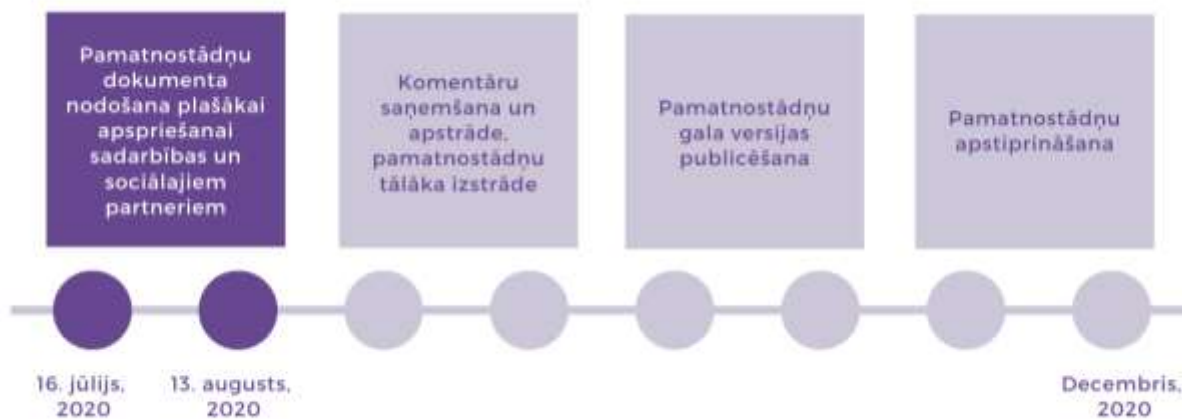 Pamatnostādņu
dokumenta
nodošana plašākai
apspriešanai
sadarbības un
sociālajiem
partneriem
Komentāru
saņemšana un
apstrāde,
pamatnostādņu
tālāka izstrāde
Pamatnostādņu
gala versijas
publicēšana
Pamatnostādņu
apstiprināšana
16. jūlijs,
2020
13. augusts,
2020
Decembris,
2020